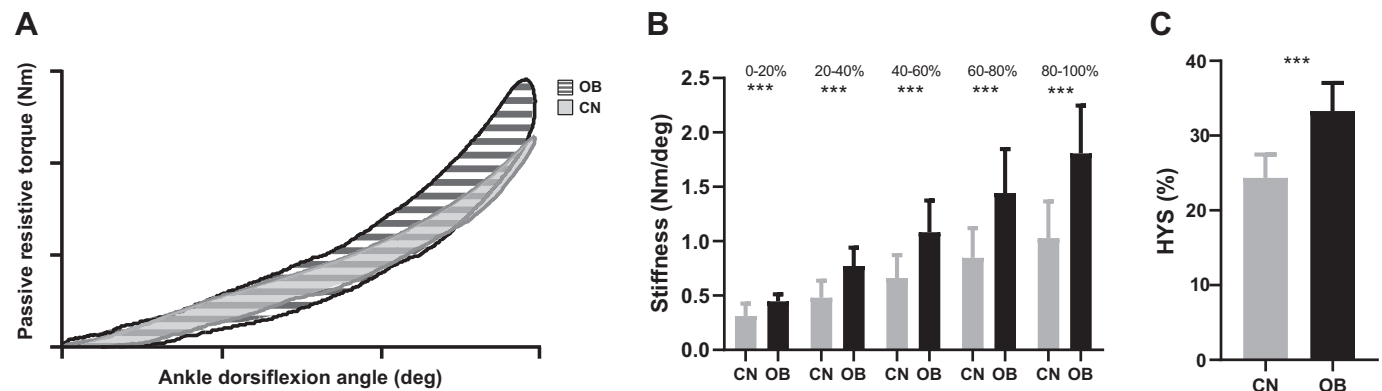 A
Passive resistive torque (Nm)
OB
CN
Ankle dorsiflexion angle (deg)
B
Stiffness (Nm/deg)
2.5
2.0
1.5
1.0
0.5
0.0
0-20% 20-40% 40-60% 60-80% 80-100%
*** *** *** *** ***
CN OB CN OB CN OB CN OB CN OB
C
HYS (%)
40
30
20
10
0
***
CN OB